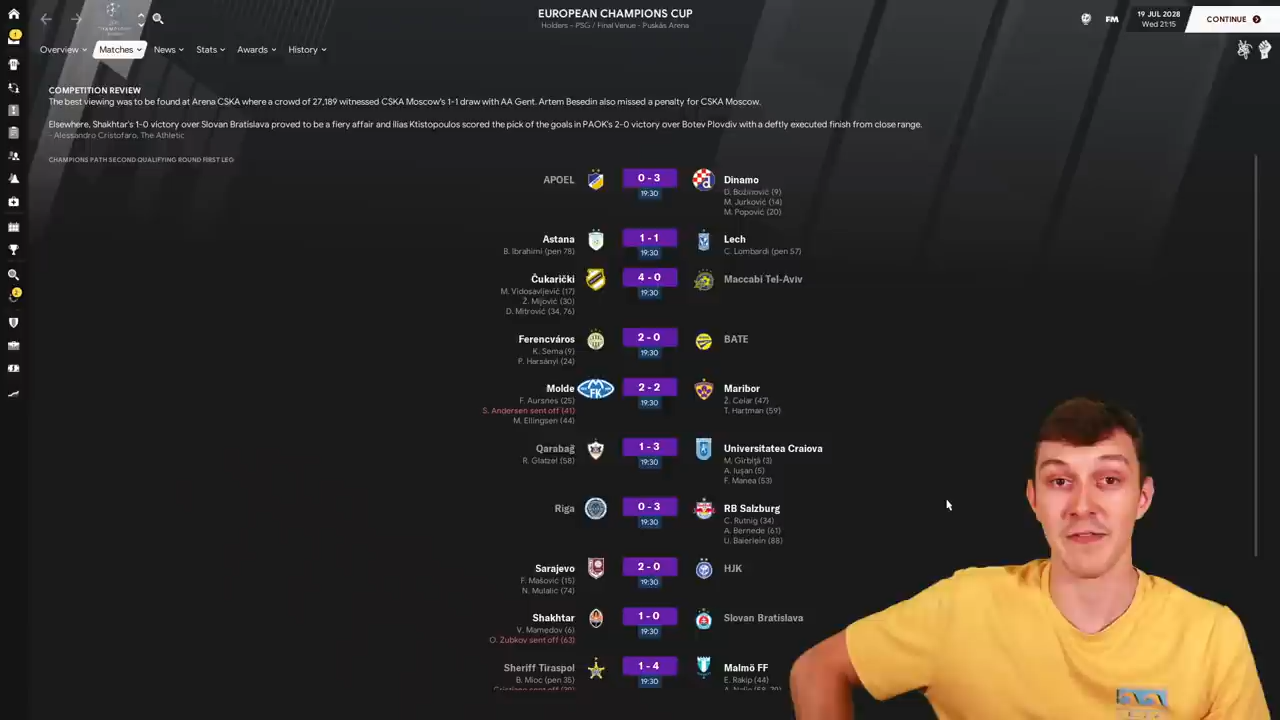 EUROPEAN CHAMPIONS CUP
Holders - PSG / Final Venue - Puskás Arena
FM
19 JUL 2028
Wed 21:15
CONTINUE
Overview
Matches
News
Stats
Awards
History
COMPETITION REVIEW
The best viewing was to be found at Arena CSKA where a crowd of 27,189 witnessed CSKA Moscow's 1-1 draw with AA Gent. Artem Besedin also missed a penalty for CSKA Moscow.
Elsewhere, Shakhtar's 1-0 victory over Slovan Bratislava proved to be a fiery affair and Ilias Ktistopoulos scored the pick of the goals in PAOK's 2-0 victory over Botev Plovdiv with a deftly executed finish from close range.
- Alessandro Cristofaro, The Athletic
CHAMPIONS PATH SECOND QUALIFYING ROUND FIRST LEG
APOEL 0 - 3 Dinamo
19:30 D. Božinović (9)
M. Jurković (14)
M. Popović (20)
Astana 1 - 1 Lech
B. Ibrahimi (pen 78) 19:30 C. Lombardi (pen 57)
Čukarički 4 - 0 Maccabi Tel-Aviv
M. Vidosavljević (17) 19:30
Ž. Mijović (30)
D. Mitrović (34, 76)
Ferencváros 2 - 0 BATE
K. Sema (9) 19:30
P. Harsányi (24)
Molde 2 - 2 Maribor
F. Aursnes (25) 19:30 Ž. Celar (47)
S. Andersen sent off (41) T. Hartman (59)
M. Ellingsen (44)
Qarabağ 1 - 3 Universitatea Craiova
R. Glatzel (58) 19:30 M. Gîrbiță (3)
A. Iușan (5)
F. Manea (53)
Riga 0 - 3 RB Salzburg
19:30 C. Rutnig (34)
A. Bernede (61)
U. Baierlein (88)
Sarajevo 2 - 0 HJK
F. Mašović (15) 19:30
N. Mulalić (74)
Shakhtar 1 - 0 Slovan Bratislava
V. Mamedov (6) 19:30
O. Zubkov sent off (63)
Sheriff Tiraspol 1 - 4 Malmö FF
B. Mioc (pen 35) 19:30 E. Rakip (44)